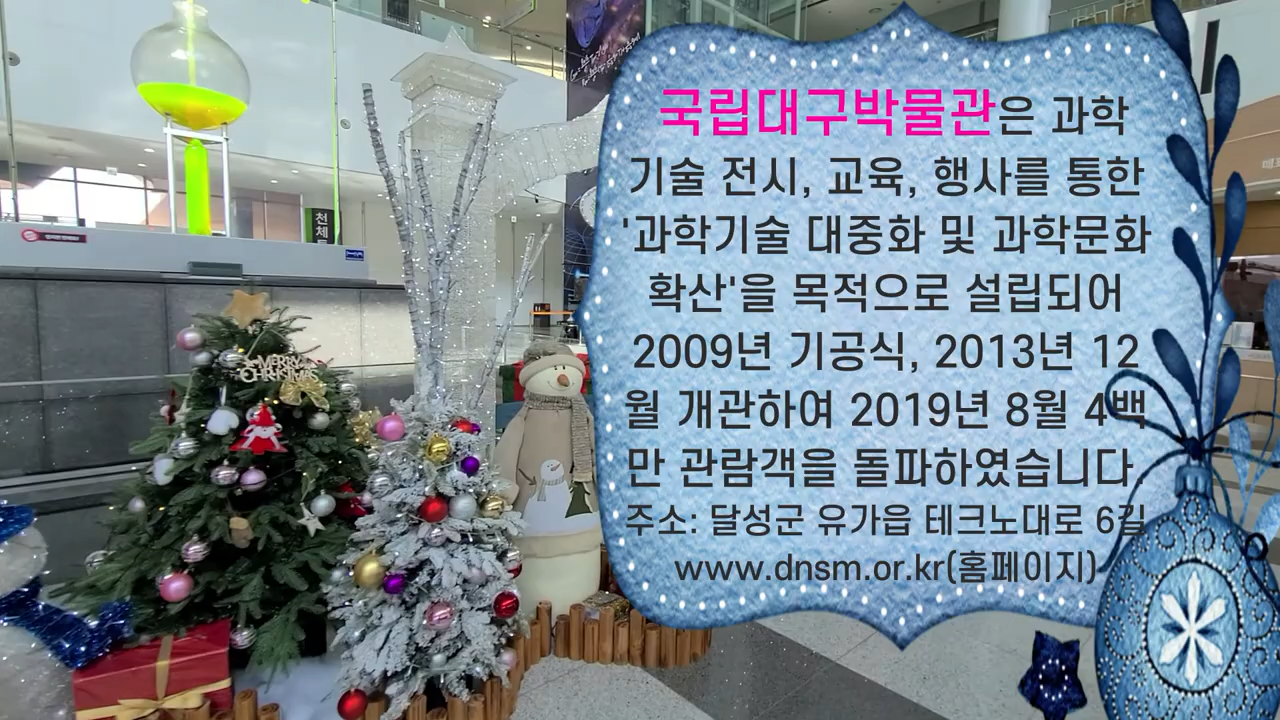 국립대구박물관은 과학
기술 전시, 교육, 행사를 통한
'과학기술 대중화 및 과학문화
확산'을 목적으로 설립되어
2009년 기공식, 2013년 12
월 개관하여 2019년 8월 4백
만 관람객을 돌파하였습니다.
주소: 달성군 유가읍 테크노대로 6길
www.dnsm.or.kr(홈페이지)
천체
MERRY
CHRISTMAS